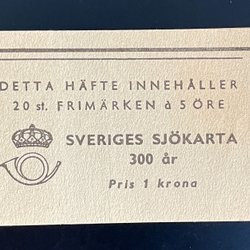 DETTA HÄFTE INNEHÅLLER
20 st. FRIMÄRKEN à 5 ÖRE
SVERIGES SJÖKARTA
300 år
Pris 1 krona